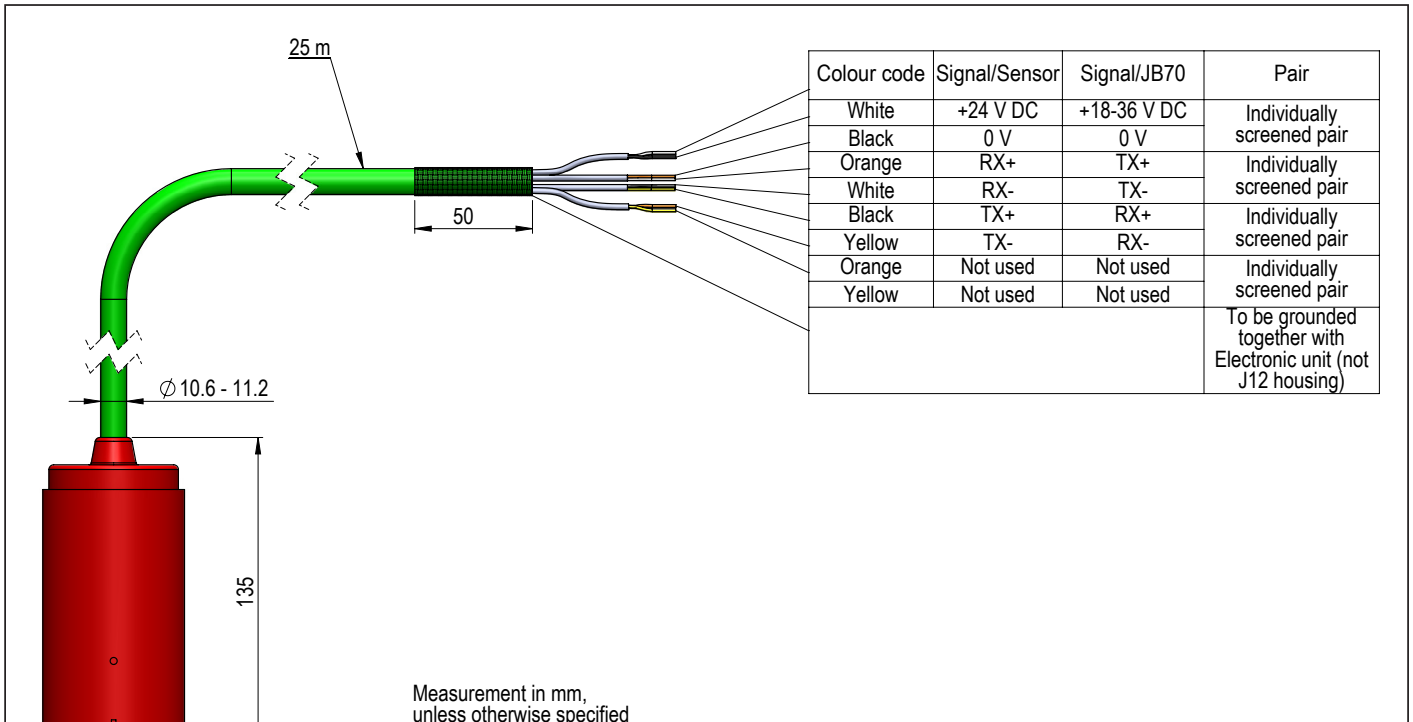 25 m
Colour code Signal/Sensor Signal/JB70 Pair
White +24 V DC +18-36 V DC Individually screened pair
Black 0 V 0 V
Orange RX+ TX+ Individually screened pair
White RX- TX-
Black TX+ RX+ Individually screened pair
Yellow TX- RX-
Orange Not used Not used Individually screened pair
Yellow Not used Not used
To be grounded
together with
Electronic unit (not
J12 housing)
50
∅ 10.6 - 11.2
135
Measurement in mm,
unless otherwise specified